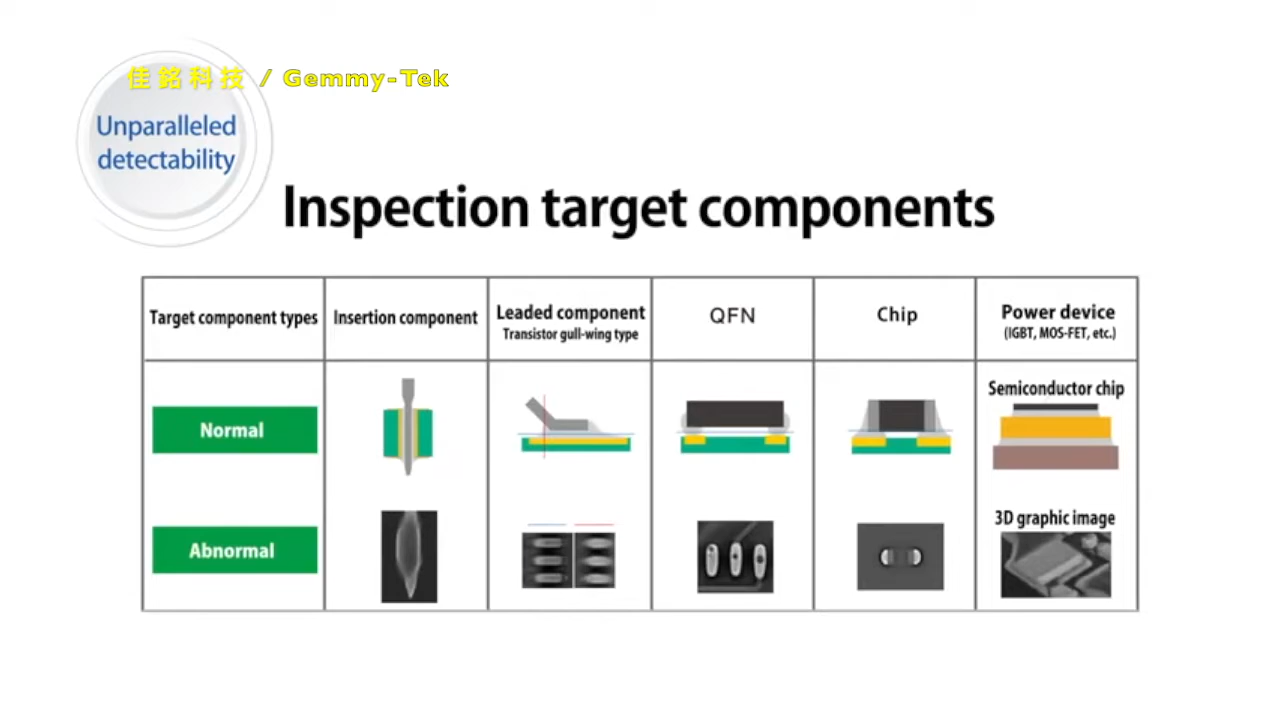 佳銘科技 / Gemmy-Tek
Unparalleled
detectability
Inspection target components
Target component types
Insertion component
Leaded component
Transistor gull-wing type
QFN
Chip
Power device
(IGBT, MOS-FET, etc.)
Normal
Semiconductor chip
Abnormal
3D graphic image